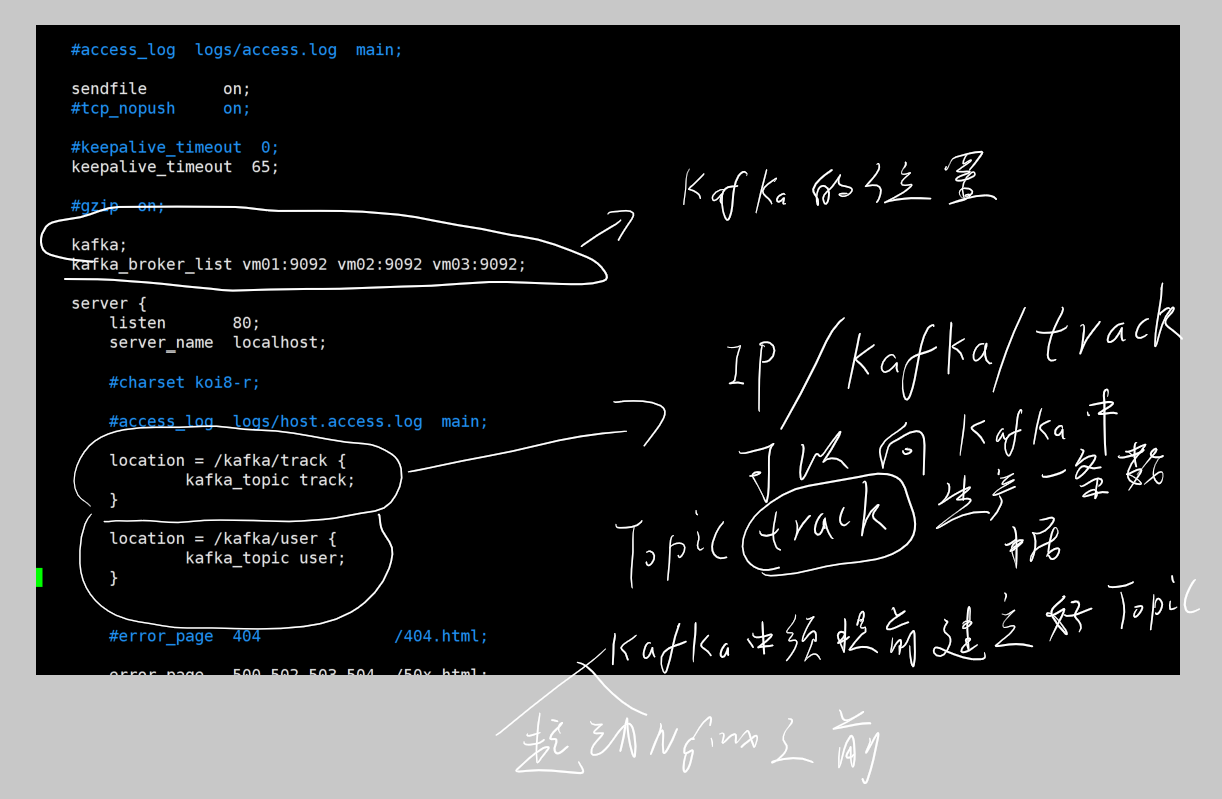 #access_log  logs/access.log  main;
sendfile        on;
#tcp_nopush     on;
#keepalive_timeout  0;
keepalive_timeout  65;
#gzip  on;
kafka;
kafka_broker_list vm01:9092 vm02:9092 vm03:9092;
server {
listen       80;
server_name  localhost;
#charset koi8-r;
#access_log  logs/host.access.log  main;
location = /kafka/track {
kafka_topic track;
}
location = /kafka/user {
kafka_topic user;
}
#error_page  404              /404.html;
error_page   500 502 503 504  /50x.html;
Kafka的位置
IP/kafka/track
可以向Kafka中
Topic track 生产一条数
据
Kafka中须提前建立好Topic
起动Nginx之前